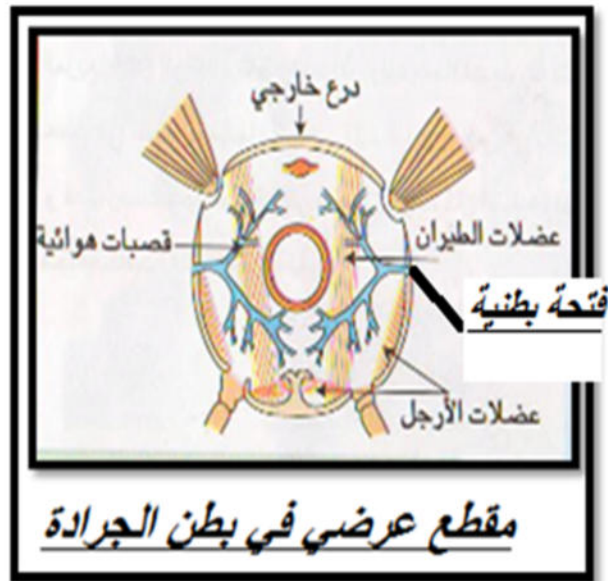 درع خارجي
قصبات هوائية
عضلات الطيران
فتحة بطنية
عضلات الأرجل
مقطع عرضي في بطن الجرادة